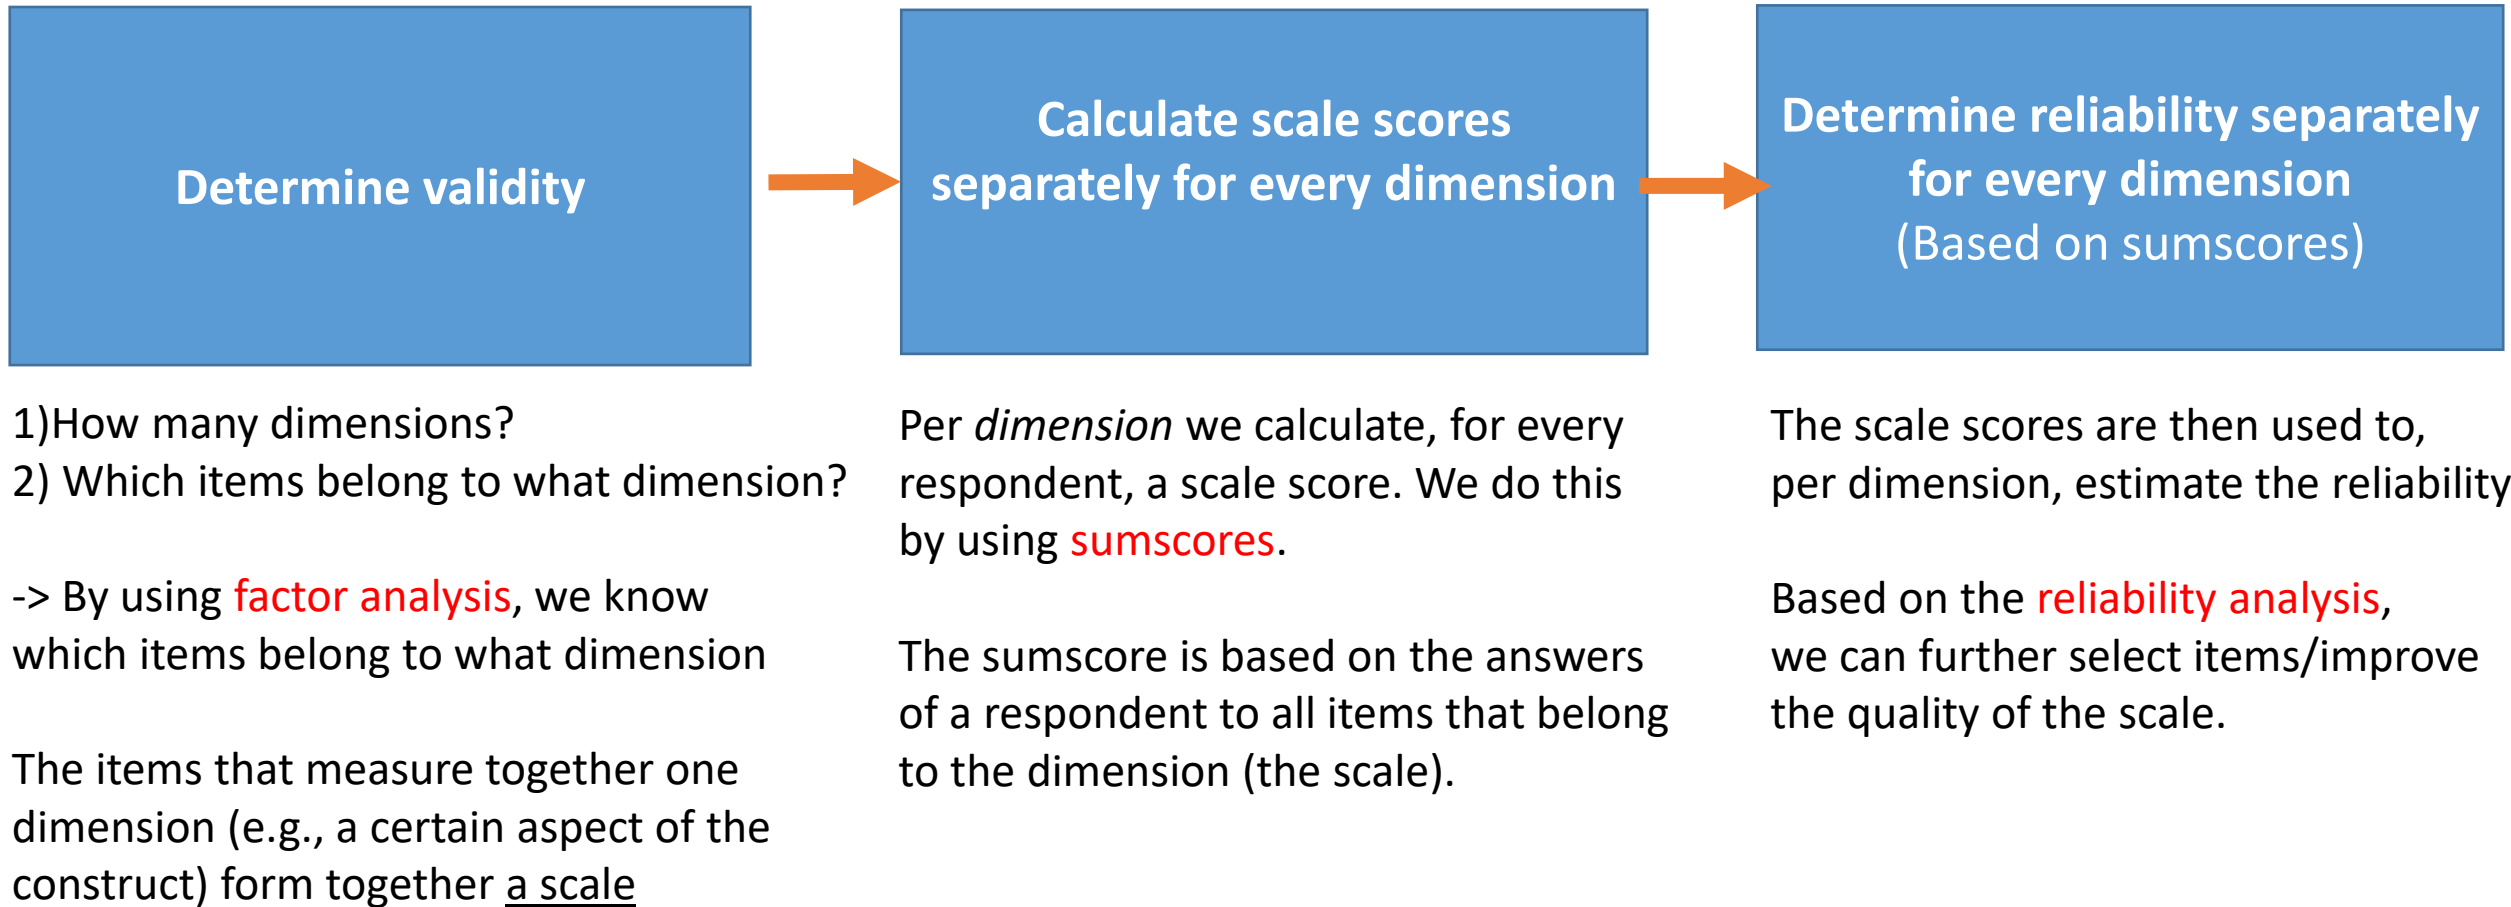 Determine validity
Calculate scale scores
separately for every dimension
Determine reliability separately
for every dimension
(Based on sumscores)
1)How many dimensions?
2) Which items belong to what dimension?
-> By using factor analysis, we know
which items belong to what dimension
The items that measure together one
dimension (e.g., a certain aspect of the
construct) form together a scale
Per dimension we calculate, for every
respondent, a scale score. We do this
by using sumscores.
The sumscore is based on the answers
of a respondent to all items that belong
to the dimension (the scale).
The scale scores are then used to,
per dimension, estimate the reliability
Based on the reliability analysis,
we can further select items/improve
the quality of the scale.